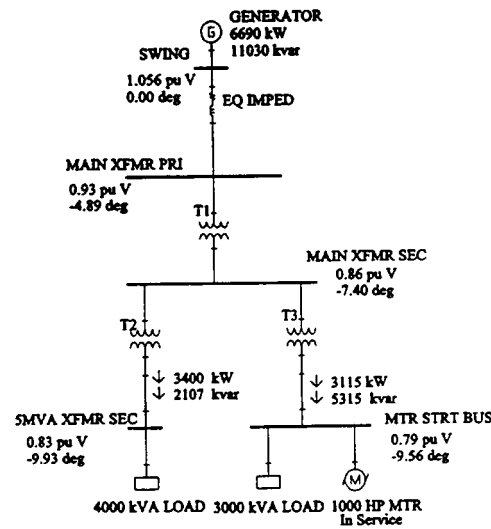 GENERATOR
G
6690 kW
11030 kvar
SWING
1.056 pu V
0.00 deg
EQ IMPED
MAIN XFMR PRI
0.93 pu V
-4.89 deg
T1
MAIN XFMR SEC
0.86 pu V
-7.40 deg
T2
T3
3400 kW
2107 kvar
3115 kW
5315 kvar
5MVA XFMR SEC
0.83 pu V
-9.93 deg
MTR STRT BUS
0.79 pu V
-9.56 deg
M
4000 kVA LOAD
3000 kVA LOAD
1000 HP MTR
In Service